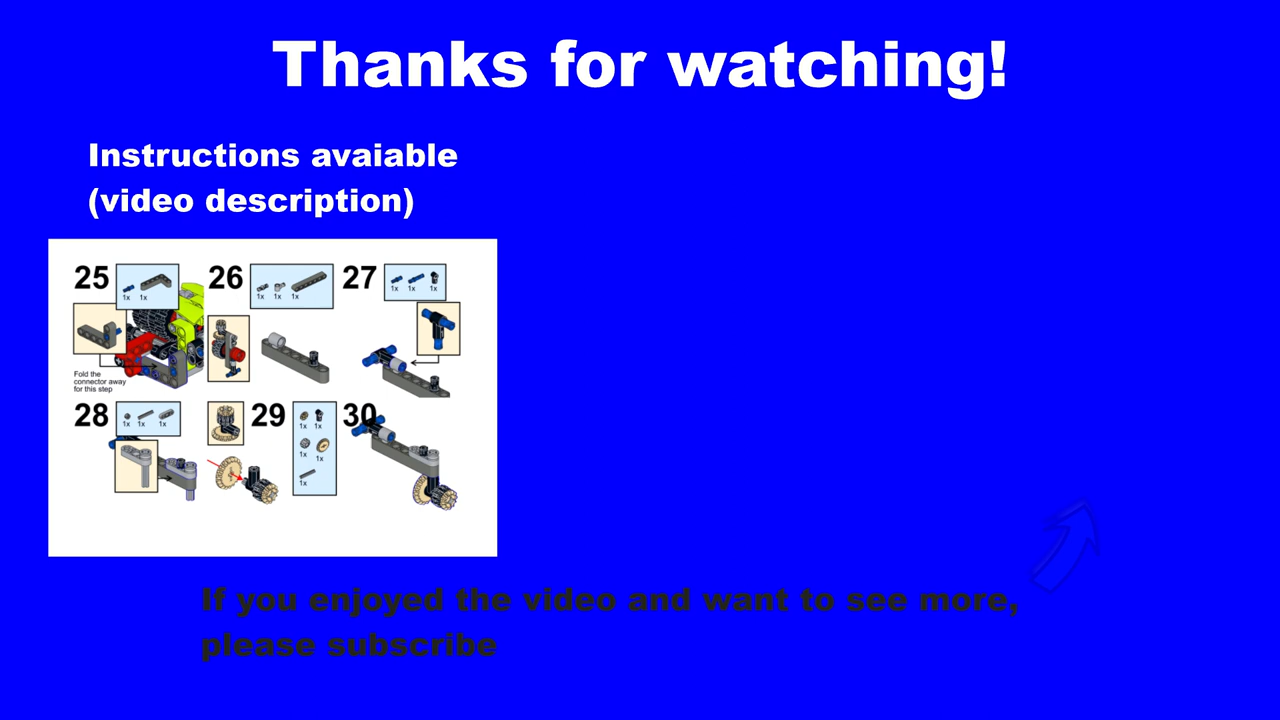 Thanks for watching!
Instructions avaiable
(video description)
25
1x 1x
26
1x 1x 1x
27
1x 1x 1x
Fold the
connector away
for this step
28
1x 1x 1x
29
1x 1x
1x 1x
1x
30
If you enjoyed the video and want to see more,
please subscribe